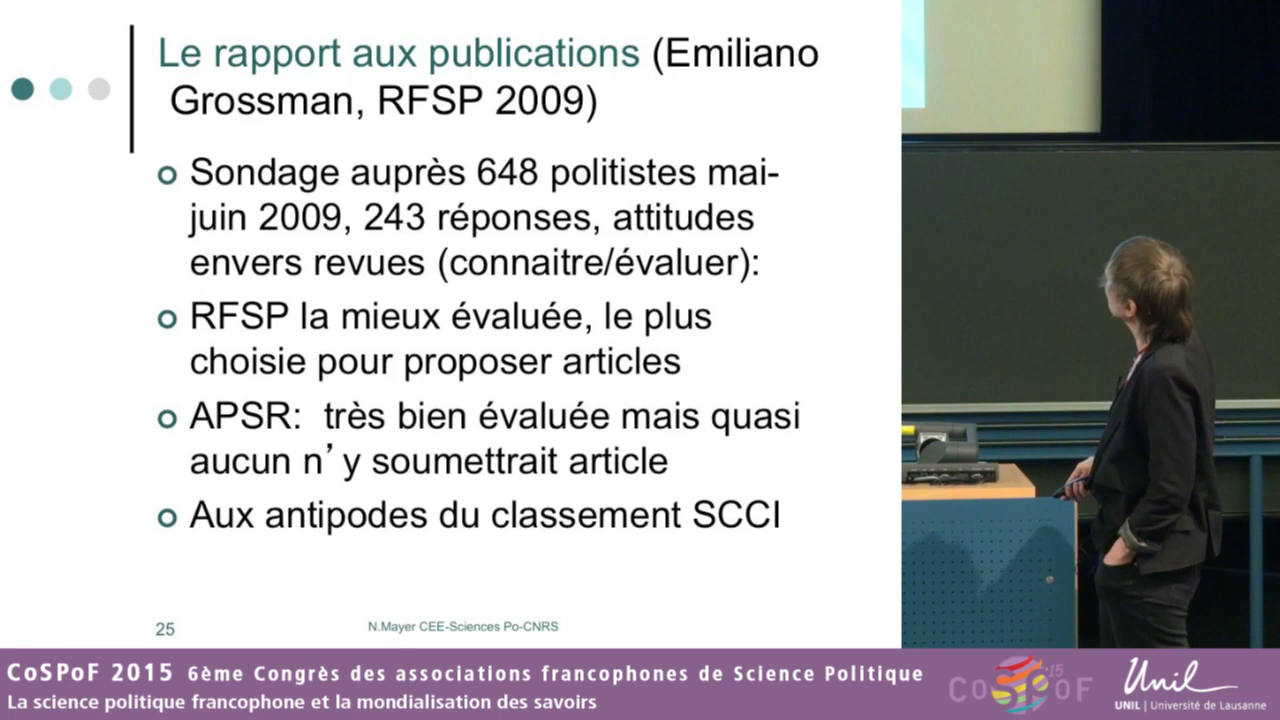 Le rapport aux publications (Emiliano
Grossman, RFSP 2009)
Sondage auprès 648 politistes mai-
juin 2009, 243 réponses, attitudes
envers revues (connaitre/évaluer):
RFSP la mieux évaluée, le plus
choisie pour proposer articles
APSR: très bien évaluée mais quasi
aucun n’y soumettrait article
Aux antipodes du classement SCCI
25
N.Mayer CEE-Sciences Po-CNRS
CoSPoF 2015 6ème Congrès des associations francophones de Science Politique
La science politique francophone et la mondialisation des savoirs
CoSPoF :15
Unil
UNIL | Université de Lausanne